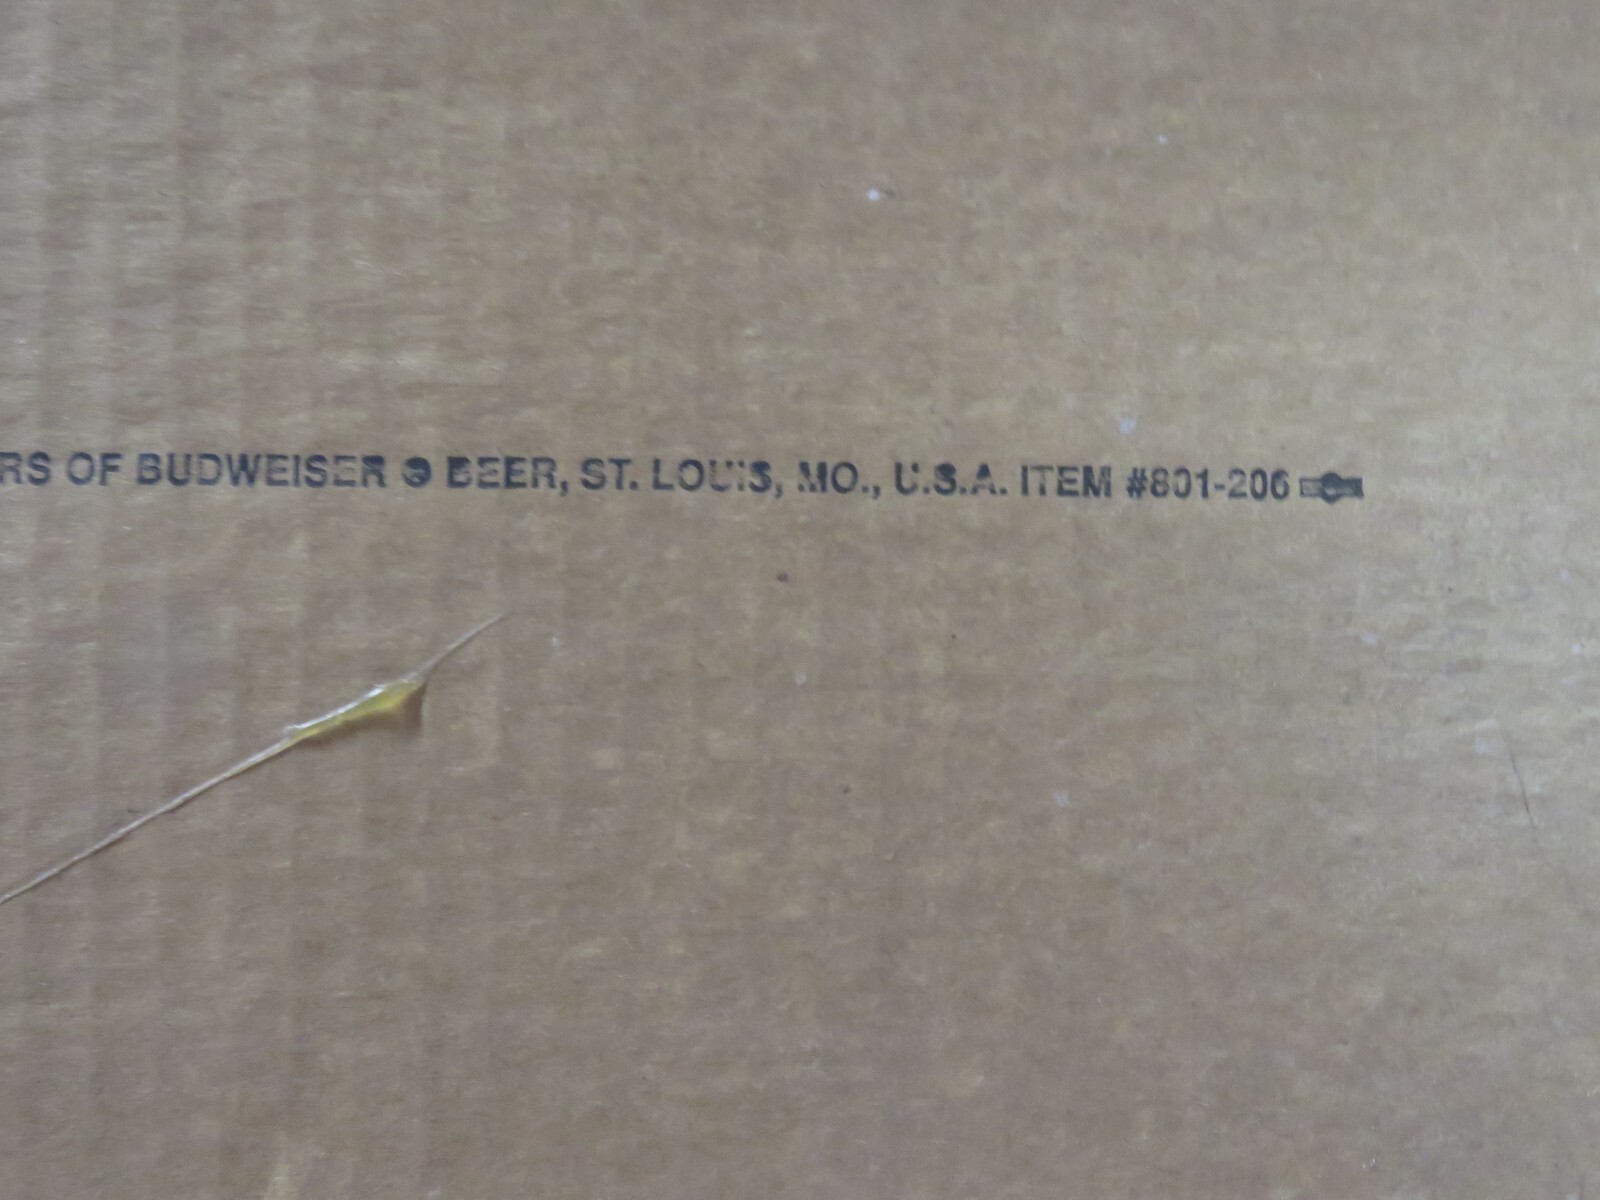 RS OF BUDWEISER ® BEER, ST. LOUIS, MO., U.S.A. ITEM #801-206